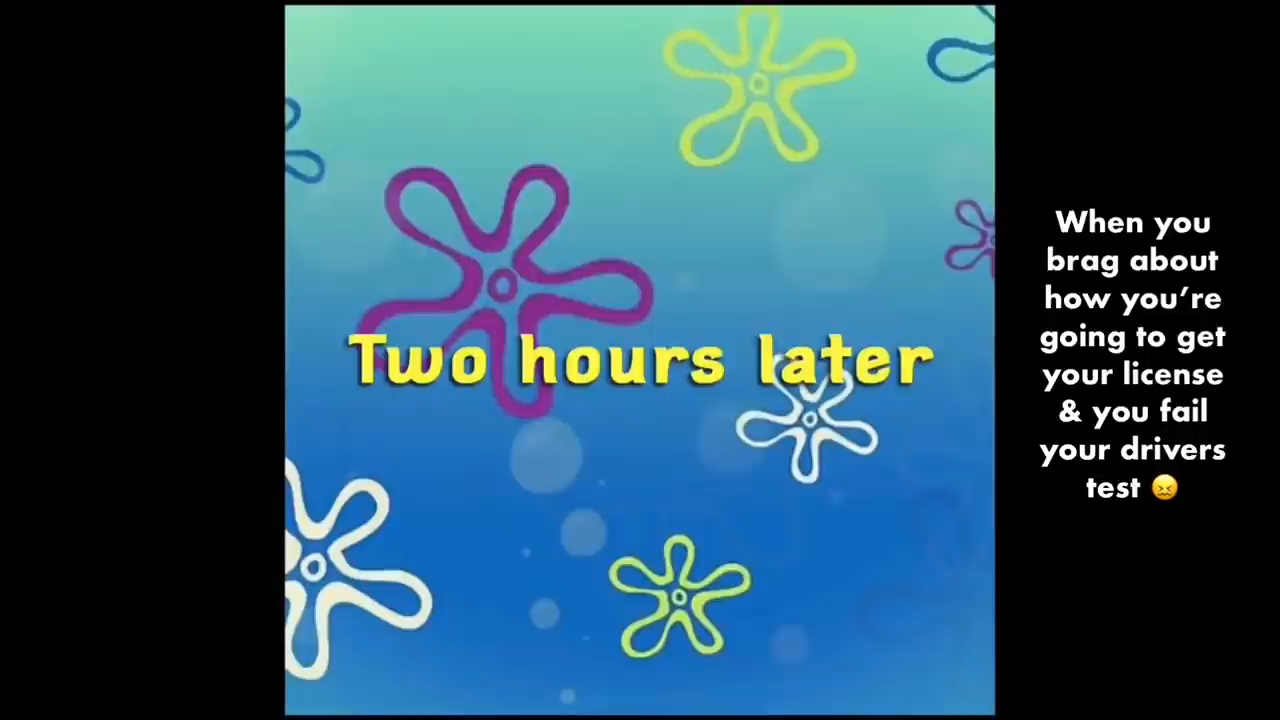 Two hours later
When you
brag about
how you’re
going to get
your license
& you fail
your drivers
test 😖